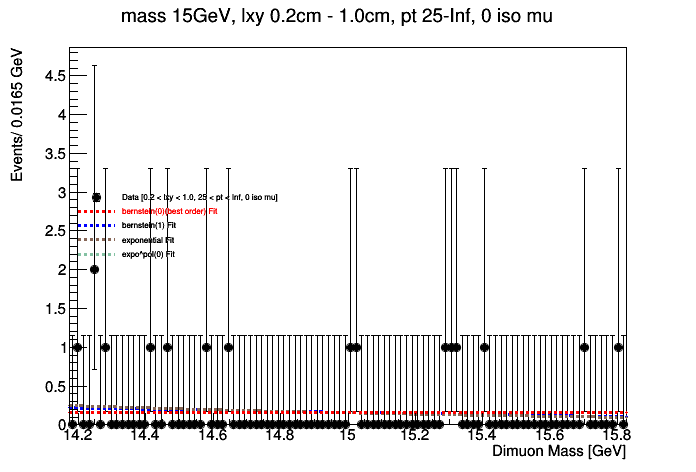 mass 15GeV, lxy 0.2cm - 1.0cm, pt 25-Inf, 0 iso mu
Events/ 0.0165 GeV
4.5
4
3.5
3
Data [0.2 < lxy < 1.0, 25 < pt < Inf, 0 iso mu]
bernstein(0)(best order) Fit
bernstein(1) Fit
exponential Fit
expo*pol(0) Fit
2.5
2
1.5
1
0.5
0
14.2 14.4 14.6 14.8 15 15.2 15.4 15.6 15.8
Dimuon Mass [GeV]